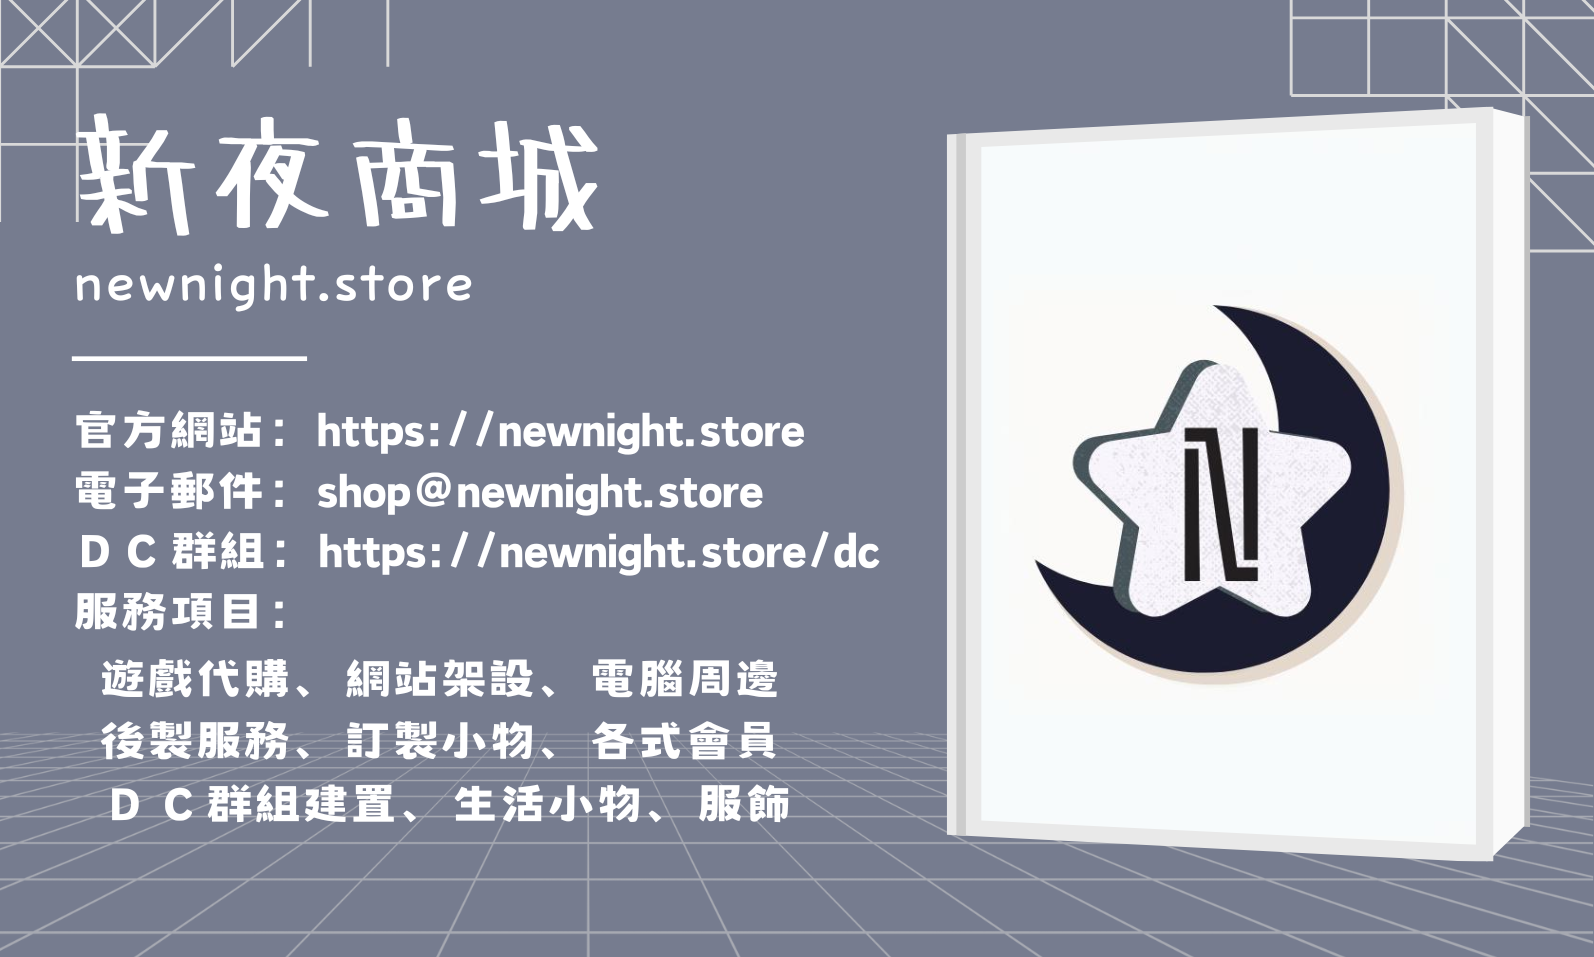 新夜商城
newnight.store
官方網站：https://newnight.store
電子郵件：shop@newnight.store
DC群組：https://newnight.store/dc
服務項目：
遊戲代購、網站架設、電腦周邊
後製服務、訂製小物、各式會員
DC群組建置、生活小物、服飾
N